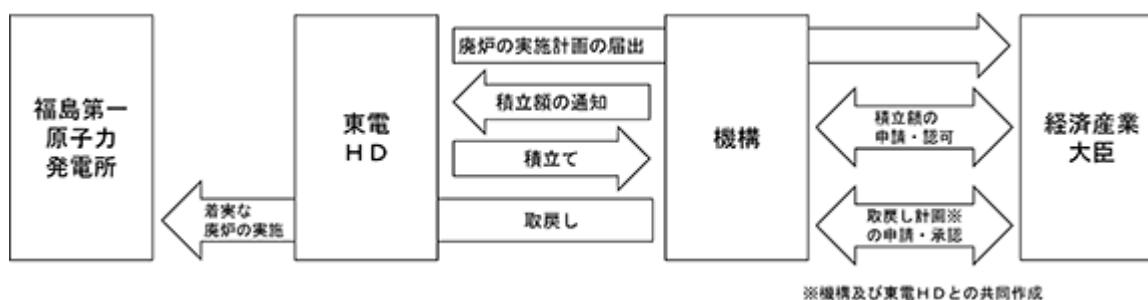 福島第一
原子力
発電所
東電
ＨＤ
廃炉の実施計画の届出
積立額の通知
積立て
取戻し
着実な
廃炉の実施
機構
積立額の
申請・認可
取戻し計画※
の申請・承認
経済産業
大臣
※機構及び東電ＨＤとの共同作成